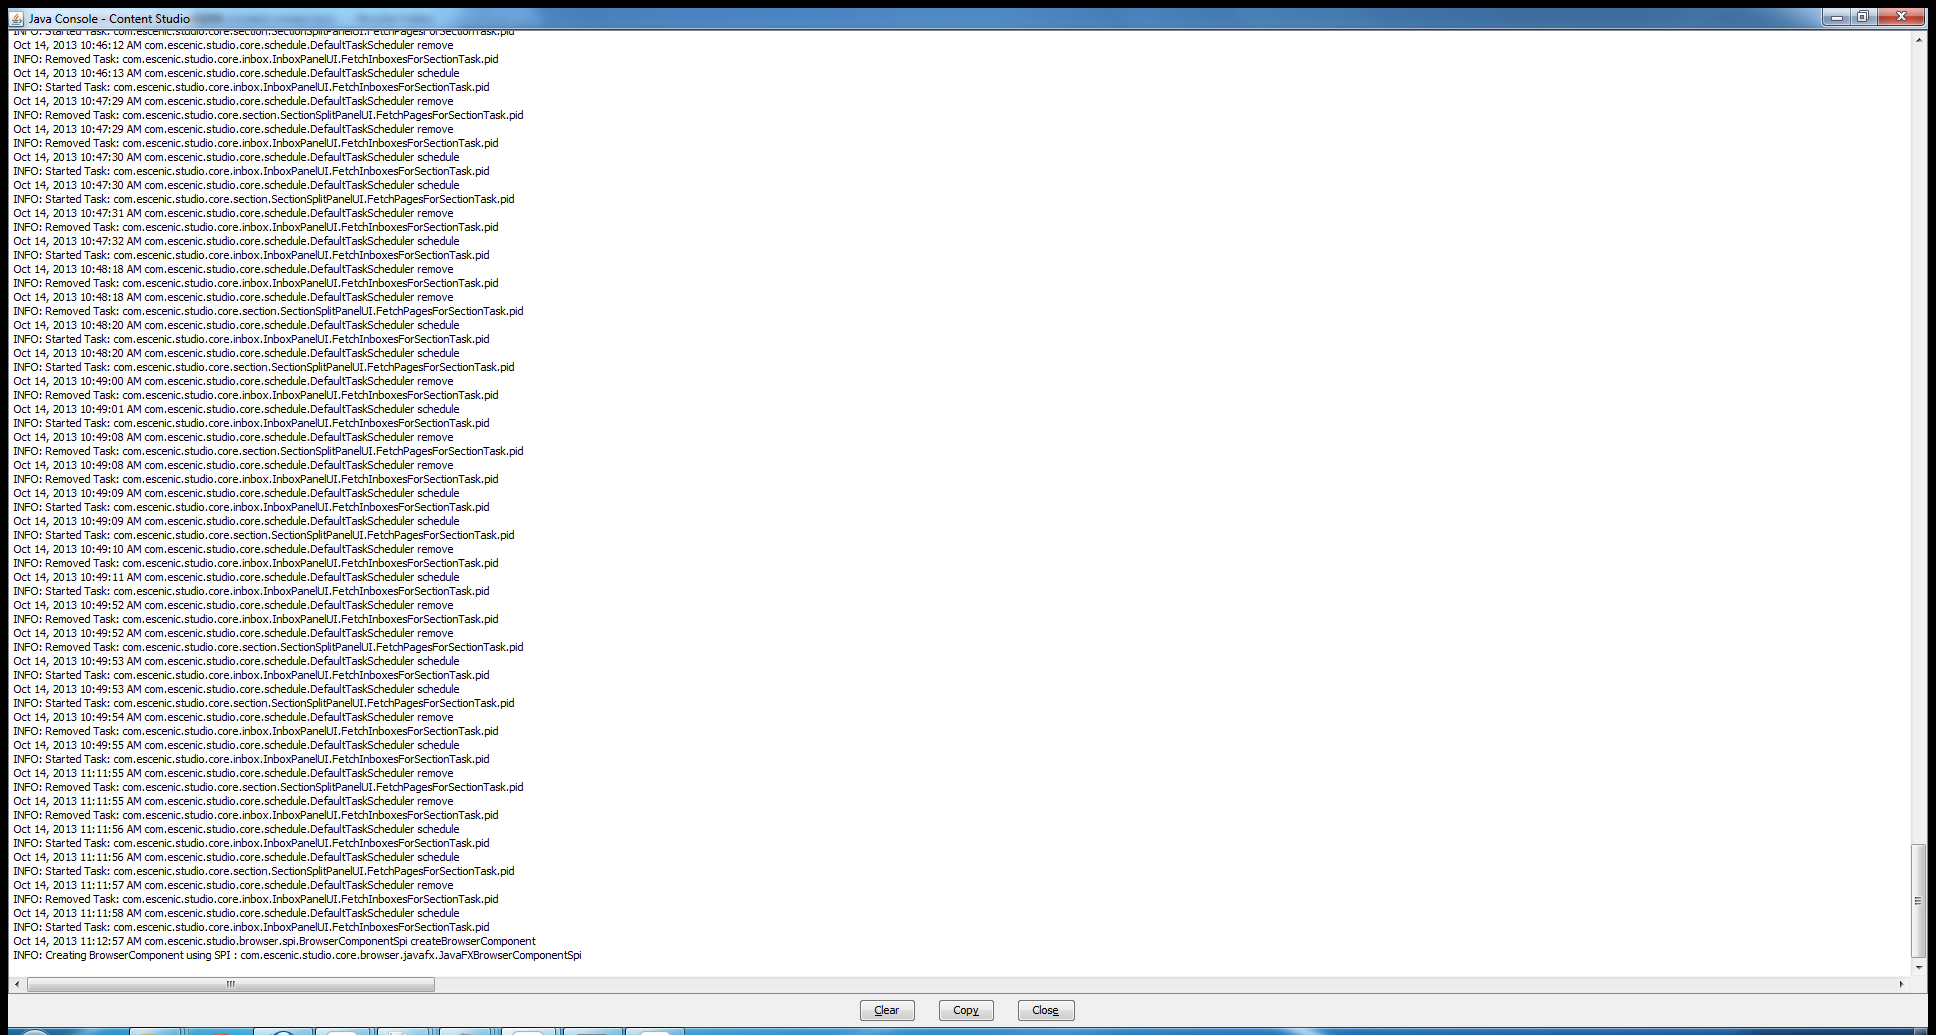 Java Console - Content Studio
INFO: Started Task: com.escenic.studio.core.section.SectionSplitPanelUI.FetchPagesForSectionTask.pid
Oct 14, 2013 10:46:12 AM com.escenic.studio.core.schedule.DefaultTaskScheduler remove
INFO: Removed Task: com.escenic.studio.core.inbox.InboxPanelUI.FetchInboxesForSectionTask.pid
Oct 14, 2013 10:46:13 AM com.escenic.studio.core.schedule.DefaultTaskScheduler schedule
INFO: Started Task: com.escenic.studio.core.inbox.InboxPanelUI.FetchInboxesForSectionTask.pid
Oct 14, 2013 10:47:29 AM com.escenic.studio.core.schedule.DefaultTaskScheduler remove
INFO: Removed Task: com.escenic.studio.core.section.SectionSplitPanelUI.FetchPagesForSectionTask.pid
Oct 14, 2013 10:47:29 AM com.escenic.studio.core.schedule.DefaultTaskScheduler remove
INFO: Removed Task: com.escenic.studio.core.inbox.InboxPanelUI.FetchInboxesForSectionTask.pid
Oct 14, 2013 10:47:30 AM com.escenic.studio.core.schedule.DefaultTaskScheduler schedule
INFO: Started Task: com.escenic.studio.core.inbox.InboxPanelUI.FetchInboxesForSectionTask.pid
Oct 14, 2013 10:47:30 AM com.escenic.studio.core.schedule.DefaultTaskScheduler schedule
INFO: Started Task: com.escenic.studio.core.section.SectionSplitPanelUI.FetchPagesForSectionTask.pid
Oct 14, 2013 10:47:31 AM com.escenic.studio.core.schedule.DefaultTaskScheduler remove
INFO: Removed Task: com.escenic.studio.core.inbox.InboxPanelUI.FetchInboxesForSectionTask.pid
Oct 14, 2013 10:47:32 AM com.escenic.studio.core.schedule.DefaultTaskScheduler schedule
INFO: Started Task: com.escenic.studio.core.inbox.InboxPanelUI.FetchInboxesForSectionTask.pid
Oct 14, 2013 10:48:18 AM com.escenic.studio.core.schedule.DefaultTaskScheduler remove
INFO: Removed Task: com.escenic.studio.core.inbox.InboxPanelUI.FetchInboxesForSectionTask.pid
Oct 14, 2013 10:48:18 AM com.escenic.studio.core.schedule.DefaultTaskScheduler remove
INFO: Removed Task: com.escenic.studio.core.section.SectionSplitPanelUI.FetchPagesForSectionTask.pid
Oct 14, 2013 10:48:20 AM com.escenic.studio.core.schedule.DefaultTaskScheduler schedule
INFO: Started Task: com.escenic.studio.core.inbox.InboxPanelUI.FetchInboxesForSectionTask.pid
Oct 14, 2013 10:48:20 AM com.escenic.studio.core.schedule.DefaultTaskScheduler schedule
INFO: Started Task: com.escenic.studio.core.section.SectionSplitPanelUI.FetchPagesForSectionTask.pid
Oct 14, 2013 10:49:00 AM com.escenic.studio.core.schedule.DefaultTaskScheduler remove
INFO: Removed Task: com.escenic.studio.core.inbox.InboxPanelUI.FetchInboxesForSectionTask.pid
Oct 14, 2013 10:49:01 AM com.escenic.studio.core.schedule.DefaultTaskScheduler schedule
INFO: Started Task: com.escenic.studio.core.inbox.InboxPanelUI.FetchInboxesForSectionTask.pid
Oct 14, 2013 10:49:08 AM com.escenic.studio.core.schedule.DefaultTaskScheduler remove
INFO: Removed Task: com.escenic.studio.core.section.SectionSplitPanelUI.FetchPagesForSectionTask.pid
Oct 14, 2013 10:49:08 AM com.escenic.studio.core.schedule.DefaultTaskScheduler remove
INFO: Removed Task: com.escenic.studio.core.inbox.InboxPanelUI.FetchInboxesForSectionTask.pid
Oct 14, 2013 10:49:09 AM com.escenic.studio.core.schedule.DefaultTaskScheduler schedule
INFO: Started Task: com.escenic.studio.core.inbox.InboxPanelUI.FetchInboxesForSectionTask.pid
Oct 14, 2013 10:49:09 AM com.escenic.studio.core.schedule.DefaultTaskScheduler schedule
INFO: Started Task: com.escenic.studio.core.section.SectionSplitPanelUI.FetchPagesForSectionTask.pid
Oct 14, 2013 10:49:10 AM com.escenic.studio.core.schedule.DefaultTaskScheduler remove
INFO: Removed Task: com.escenic.studio.core.inbox.InboxPanelUI.FetchInboxesForSectionTask.pid
Oct 14, 2013 10:49:11 AM com.escenic.studio.core.schedule.DefaultTaskScheduler schedule
INFO: Started Task: com.escenic.studio.core.inbox.InboxPanelUI.FetchInboxesForSectionTask.pid
Oct 14, 2013 10:49:52 AM com.escenic.studio.core.schedule.DefaultTaskScheduler remove
INFO: Removed Task: com.escenic.studio.core.inbox.InboxPanelUI.FetchInboxesForSectionTask.pid
Oct 14, 2013 10:49:52 AM com.escenic.studio.core.schedule.DefaultTaskScheduler remove
INFO: Removed Task: com.escenic.studio.core.section.SectionSplitPanelUI.FetchPagesForSectionTask.pid
Oct 14, 2013 10:49:53 AM com.escenic.studio.core.schedule.DefaultTaskScheduler schedule
INFO: Started Task: com.escenic.studio.core.inbox.InboxPanelUI.FetchInboxesForSectionTask.pid
Oct 14, 2013 10:49:53 AM com.escenic.studio.core.schedule.DefaultTaskScheduler schedule
INFO: Started Task: com.escenic.studio.core.section.SectionSplitPanelUI.FetchPagesForSectionTask.pid
Oct 14, 2013 10:49:54 AM com.escenic.studio.core.schedule.DefaultTaskScheduler remove
INFO: Removed Task: com.escenic.studio.core.inbox.InboxPanelUI.FetchInboxesForSectionTask.pid
Oct 14, 2013 10:49:55 AM com.escenic.studio.core.schedule.DefaultTaskScheduler schedule
INFO: Started Task: com.escenic.studio.core.inbox.InboxPanelUI.FetchInboxesForSectionTask.pid
Oct 14, 2013 11:11:55 AM com.escenic.studio.core.schedule.DefaultTaskScheduler remove
INFO: Removed Task: com.escenic.studio.core.section.SectionSplitPanelUI.FetchPagesForSectionTask.pid
Oct 14, 2013 11:11:55 AM com.escenic.studio.core.schedule.DefaultTaskScheduler remove
INFO: Removed Task: com.escenic.studio.core.inbox.InboxPanelUI.FetchInboxesForSectionTask.pid
Oct 14, 2013 11:11:56 AM com.escenic.studio.core.schedule.DefaultTaskScheduler schedule
INFO: Started Task: com.escenic.studio.core.inbox.InboxPanelUI.FetchInboxesForSectionTask.pid
Oct 14, 2013 11:11:56 AM com.escenic.studio.core.schedule.DefaultTaskScheduler schedule
INFO: Started Task: com.escenic.studio.core.section.SectionSplitPanelUI.FetchPagesForSectionTask.pid
Oct 14, 2013 11:11:57 AM com.escenic.studio.core.schedule.DefaultTaskScheduler remove
INFO: Removed Task: com.escenic.studio.core.inbox.InboxPanelUI.FetchInboxesForSectionTask.pid
Oct 14, 2013 11:11:58 AM com.escenic.studio.core.schedule.DefaultTaskScheduler schedule
INFO: Started Task: com.escenic.studio.core.inbox.InboxPanelUI.FetchInboxesForSectionTask.pid
Oct 14, 2013 11:12:57 AM com.escenic.studio.browser.spi.BrowserComponentSpi createBrowserComponent
INFO: Creating BrowserComponent using SPI : com.escenic.studio.core.browser.javafx.JavaFXBrowserComponentSpi
Clear Copy Close